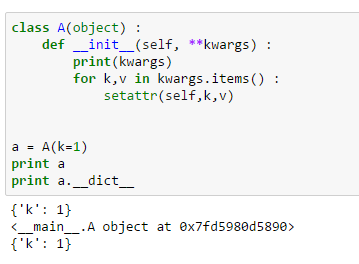 class A(object) :
    def __init__(self, **kwargs) :
        print(kwargs)
        for k,v in kwargs.items() :
            setattr(self,k,v)
a = A(k=1)
print a
print a.__dict__
{'k': 1}
<__main__.A object at 0x7fd5980d5890>
{'k': 1}